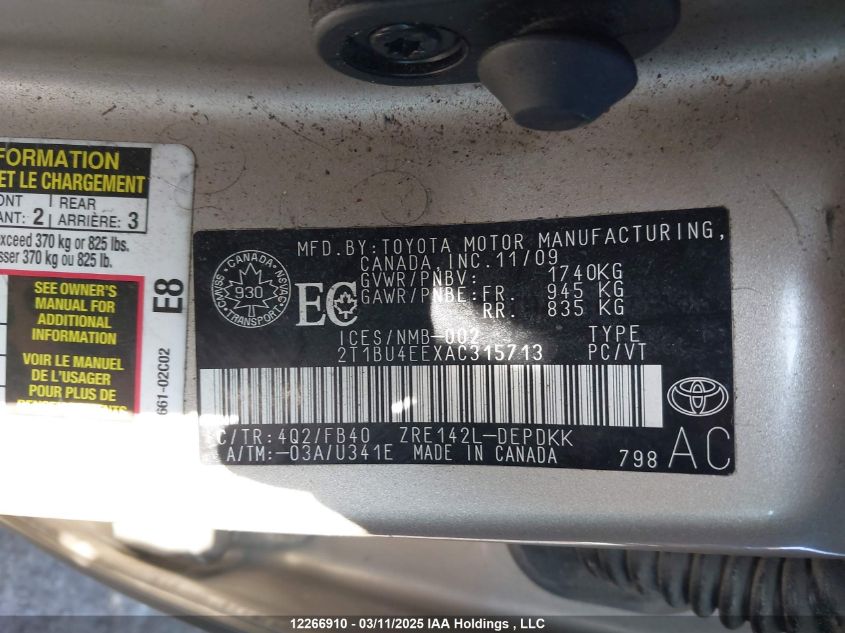 FORMATION
ET LE CHARGEMENT
ONT
ANT: 2
REAR
ARRIÈRE: 3
exceed 370 kg or 825 lbs.
sser 370 kg ou 825 lb.
SEE OWNER'S
MANUAL FOR
ADDITIONAL
INFORMATION
VOIR LE MANUEL
DE L'USAGER
POUR PLUS DE
RENSEIGNEMENTS
E8
661-02C02
MFD.BY:TOYOTA MOTOR MANUFACTURING,
CANADA,INC.11/09
GVWR/PNBV: 1740KG
GAWR/PNBE:FR. 945 KG
RR. 835 KG
CANADA
930
TRANSPORT
EC
ICES/NMB-002 TYPE
2T1BU4EEXAC315713 PC/VT
C/TR:4Q2/FB40 ZRE142L-DEPDKK
A/TM:-03A/U341E MADE IN CANADA
798 AC
12266910 - 03/11/2025 IAA Holdings , LLC